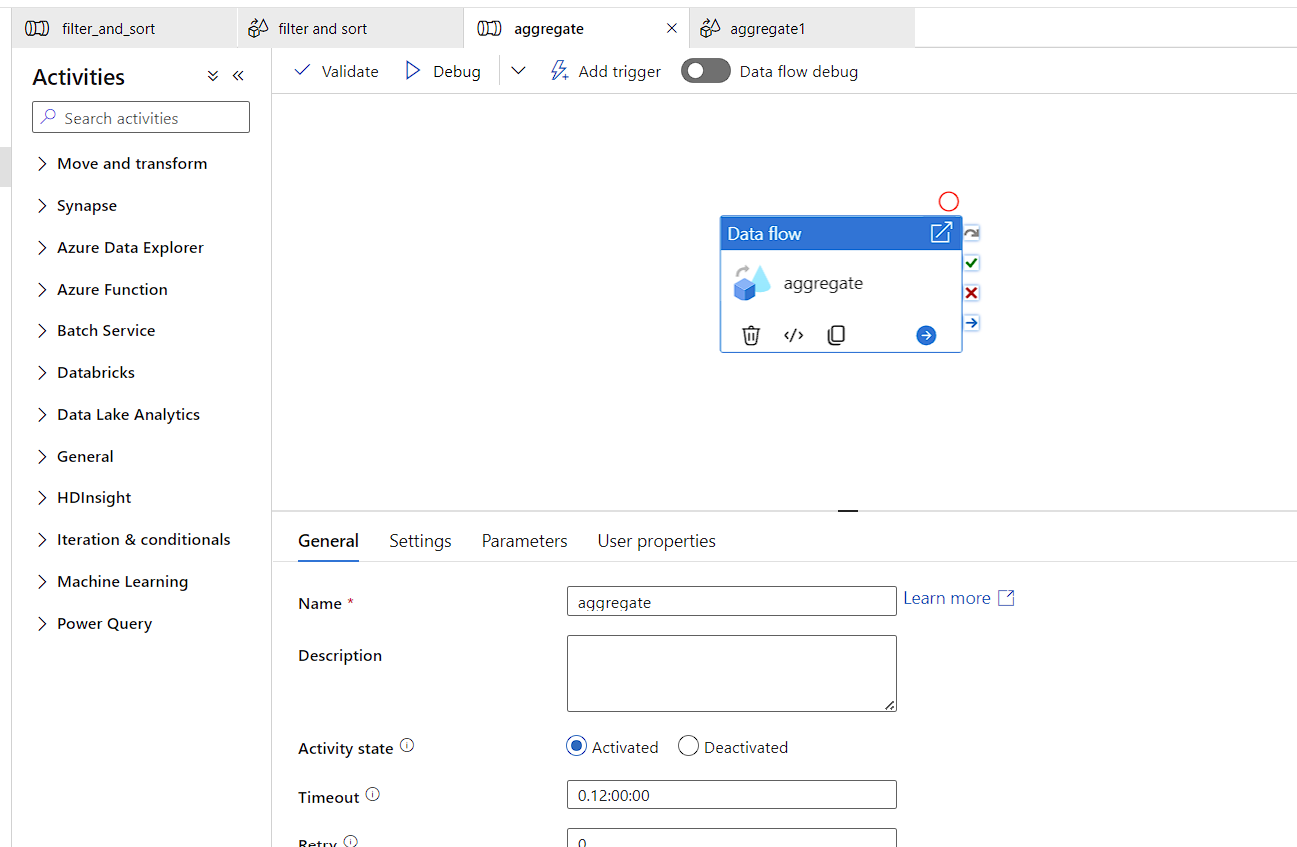 filter_and_sort
filter and sort
aggregate
aggregate1
Activities
Validate
Debug
Add trigger
Data flow debug
Search activities
Move and transform
Synapse
Azure Data Explorer
Azure Function
Batch Service
Databricks
Data Lake Analytics
General
HDInsight
Iteration & conditionals
Machine Learning
Power Query
Data flow
aggregate
General
Settings
Parameters
User properties
Name *
aggregate
Learn more
Description
Activity state
Activated
Deactivated
Timeout
0.12:00:00
Retry
0